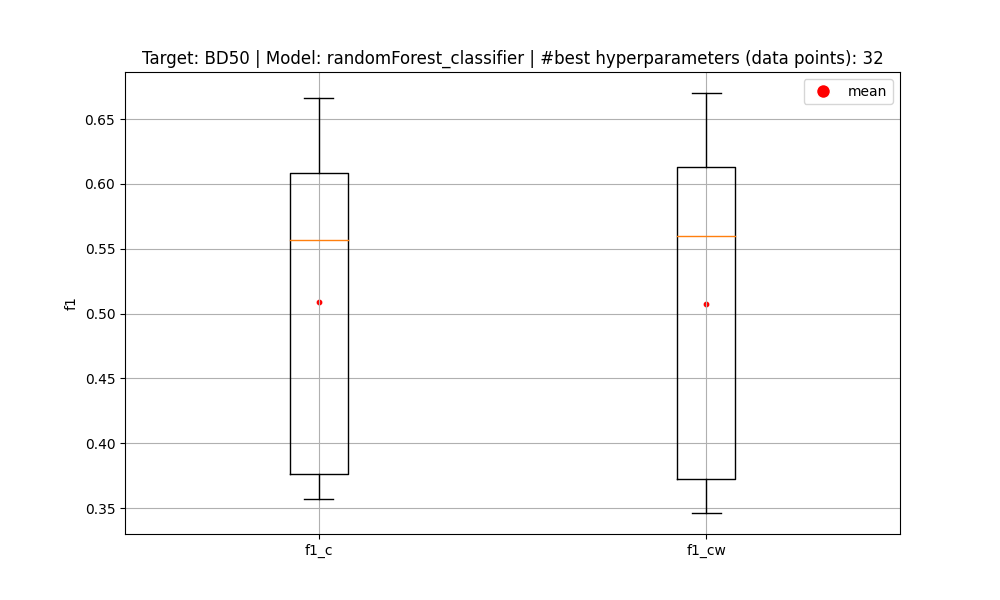 Target: BD50 | Model: randomForest_classifier | #best hyperparameters (data points): 32
mean
0.65
0.60
0.55
0.50
0.45
0.40
0.35
f1
f1_c
f1_cw